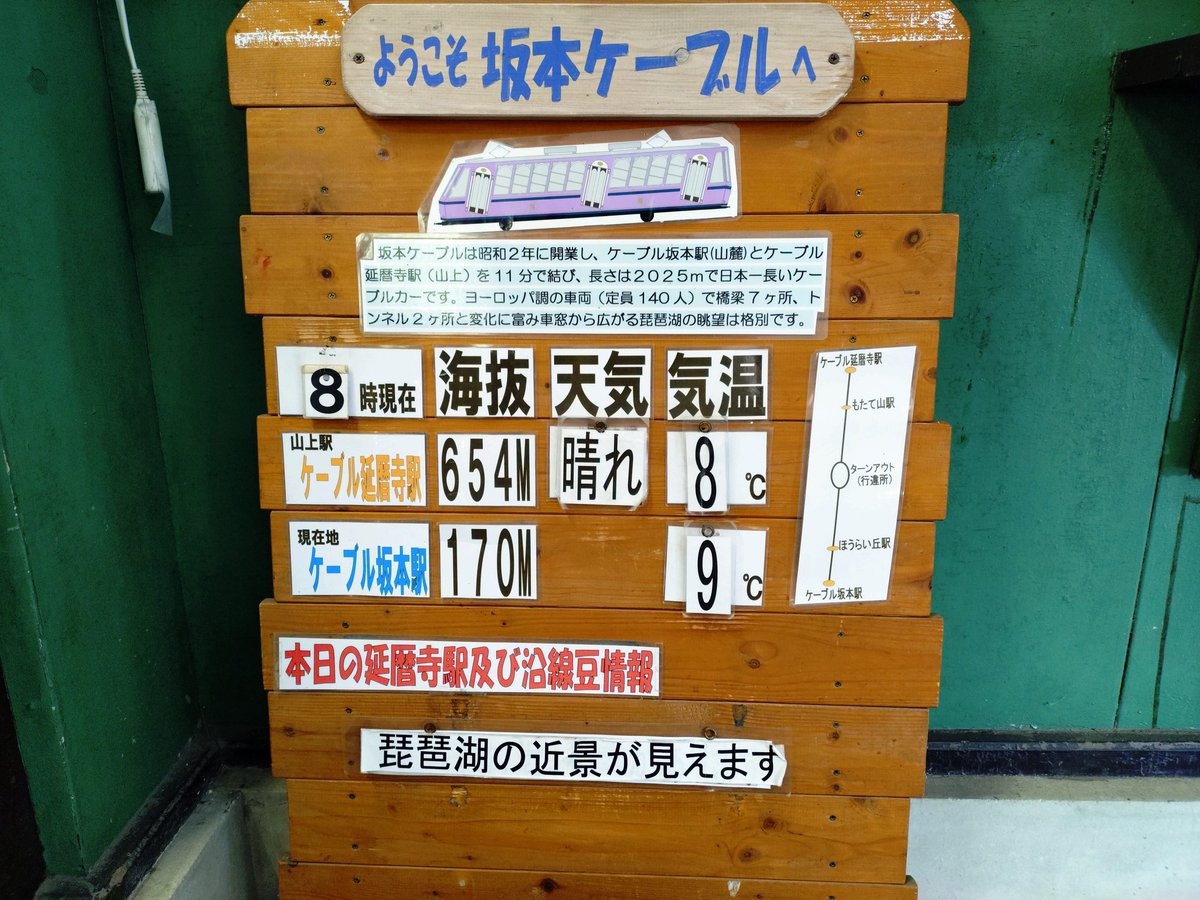 ようこそ 坂本ケーブルへ
坂本ケーブルは昭和2年に開業し、ケーブル坂本駅(山麓)とケーブル
延暦寺駅(山上)を11分で結び、長さは2025mで日本一長いケー
ブルカーです。ヨーロッパ調の車両(定員140人)で橋梁7ヶ所、ト
ンネル2ヶ所と変化に富み車窓から広がる琵琶湖の眺望は格別です。
8時現在 海抜 天気 気温
山上駅
ケーブル延暦寺駅 654M 晴れ 8℃
現在地
ケーブル坂本駅 170M 9℃
ケーブル延暦寺駅
もたて山駅
ターンアウト
(行違所)
ほうらい丘駅
ケーブル坂本駅
本日の延暦寺駅及び沿線豆情報
琵琶湖の近景が見えます